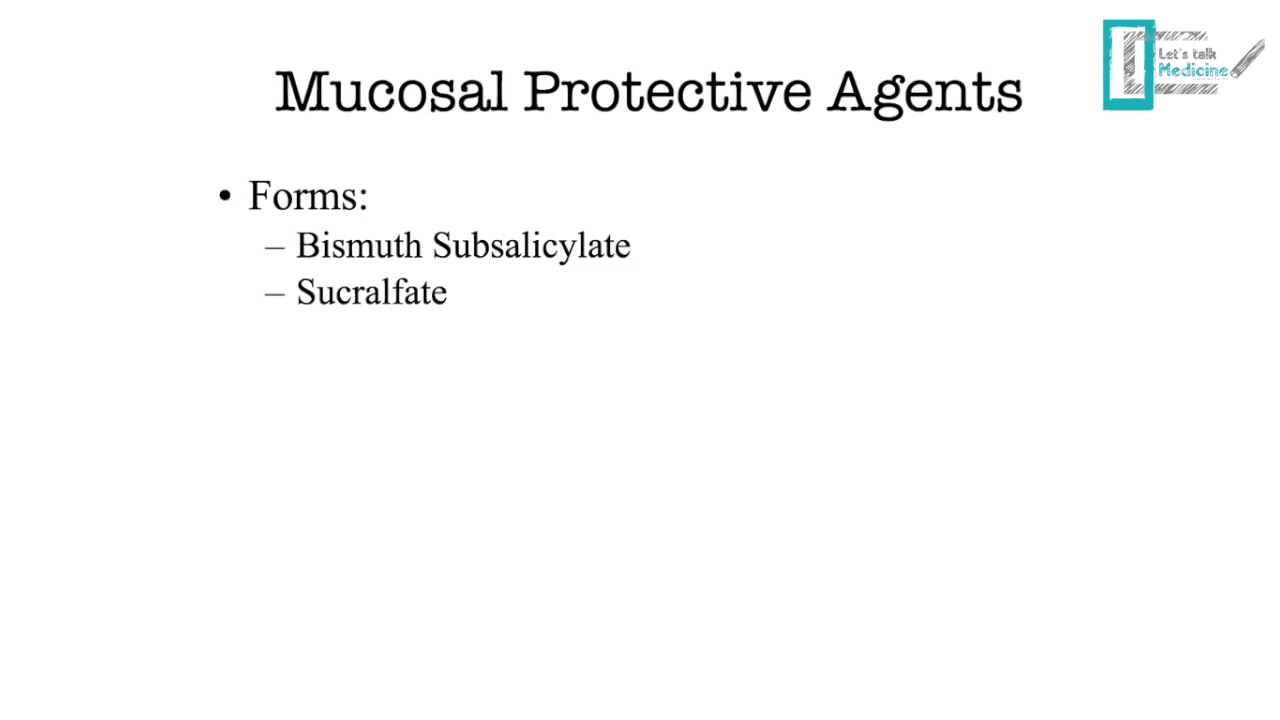 Let's talk
Medicine
Mucosal Protective Agents
• Forms:
– Bismuth Subsalicylate
– Sucralfate